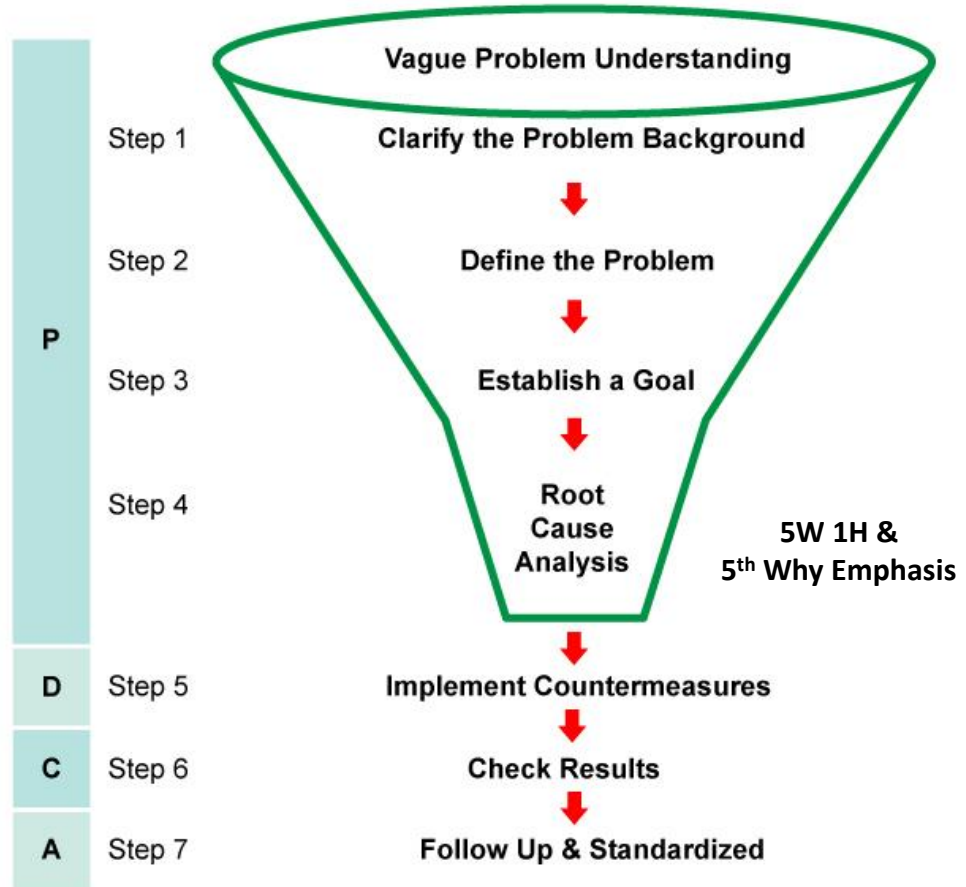 Vague Problem Understanding
Step 1 Clarify the Problem Background
Step 2 Define the Problem
P
Step 3 Establish a Goal
Step 4 Root
Cause
Analysis
5W 1H &
5th Why Emphasis
D Step 5 Implement Countermeasures
C Step 6 Check Results
A Step 7 Follow Up & Standardized